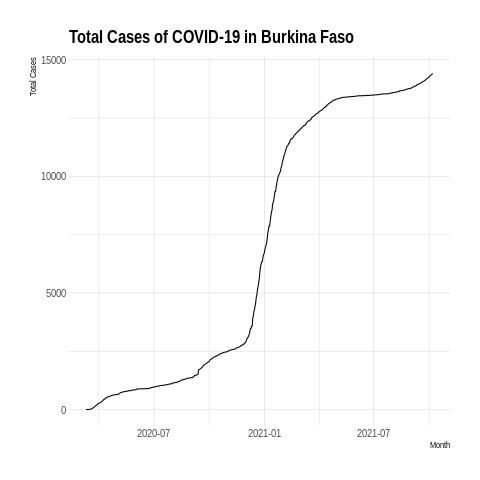 Total Cases of COVID-19 in Burkina Faso
Total Cases
15000
10000
5000
0
2020-07
2021-01
2021-07
Month